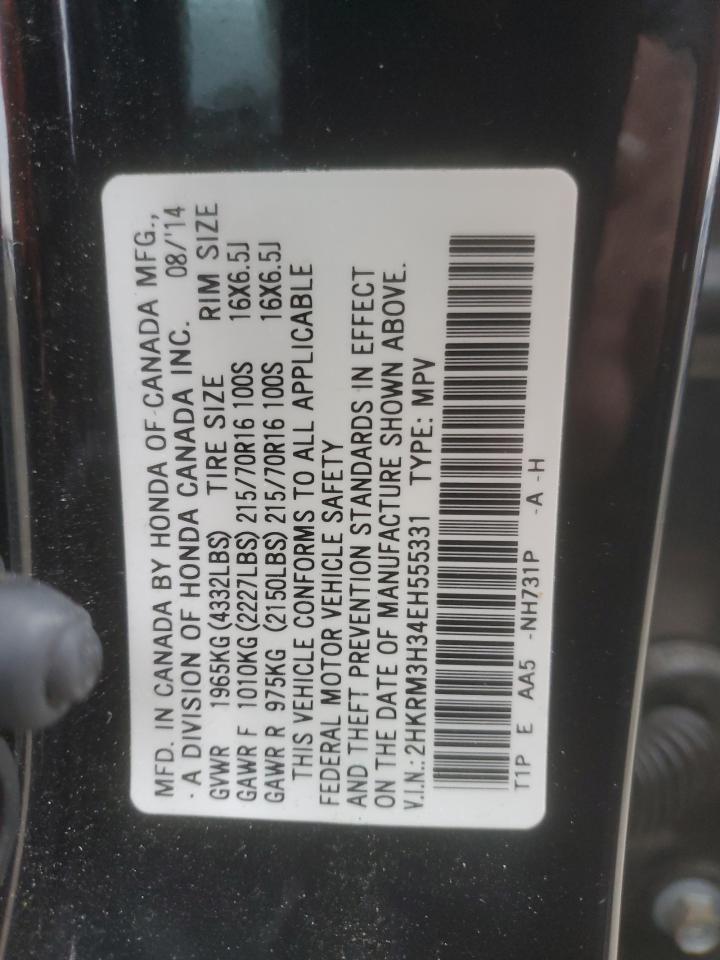 MFD. IN CANADA BY HONDA OF CANADA MFG.,
· A DIVISION OF HONDA CANADA INC. 08/'14
GVWR 1965KG (4332LBS) TIRE SIZE RIM SIZE
GAWR F 1010KG (2227LBS) 215/70R16 100S 16X6.5J
GAWR R 975KG (2150LBS) 215/70R16 100S 16X6.5J
THIS VEHICLE CONFORMS TO ALL APPLICABLE
FEDERAL MOTOR VEHICLE SAFETY
AND THEFT PREVENTION STANDARDS IN EFFECT
ON THE DATE OF MANUFACTURE SHOWN ABOVE.
V.I.N.: 2HKRM3H34EH555331 TYPE: MPV
T1P E AA5 -NH731P -A -H